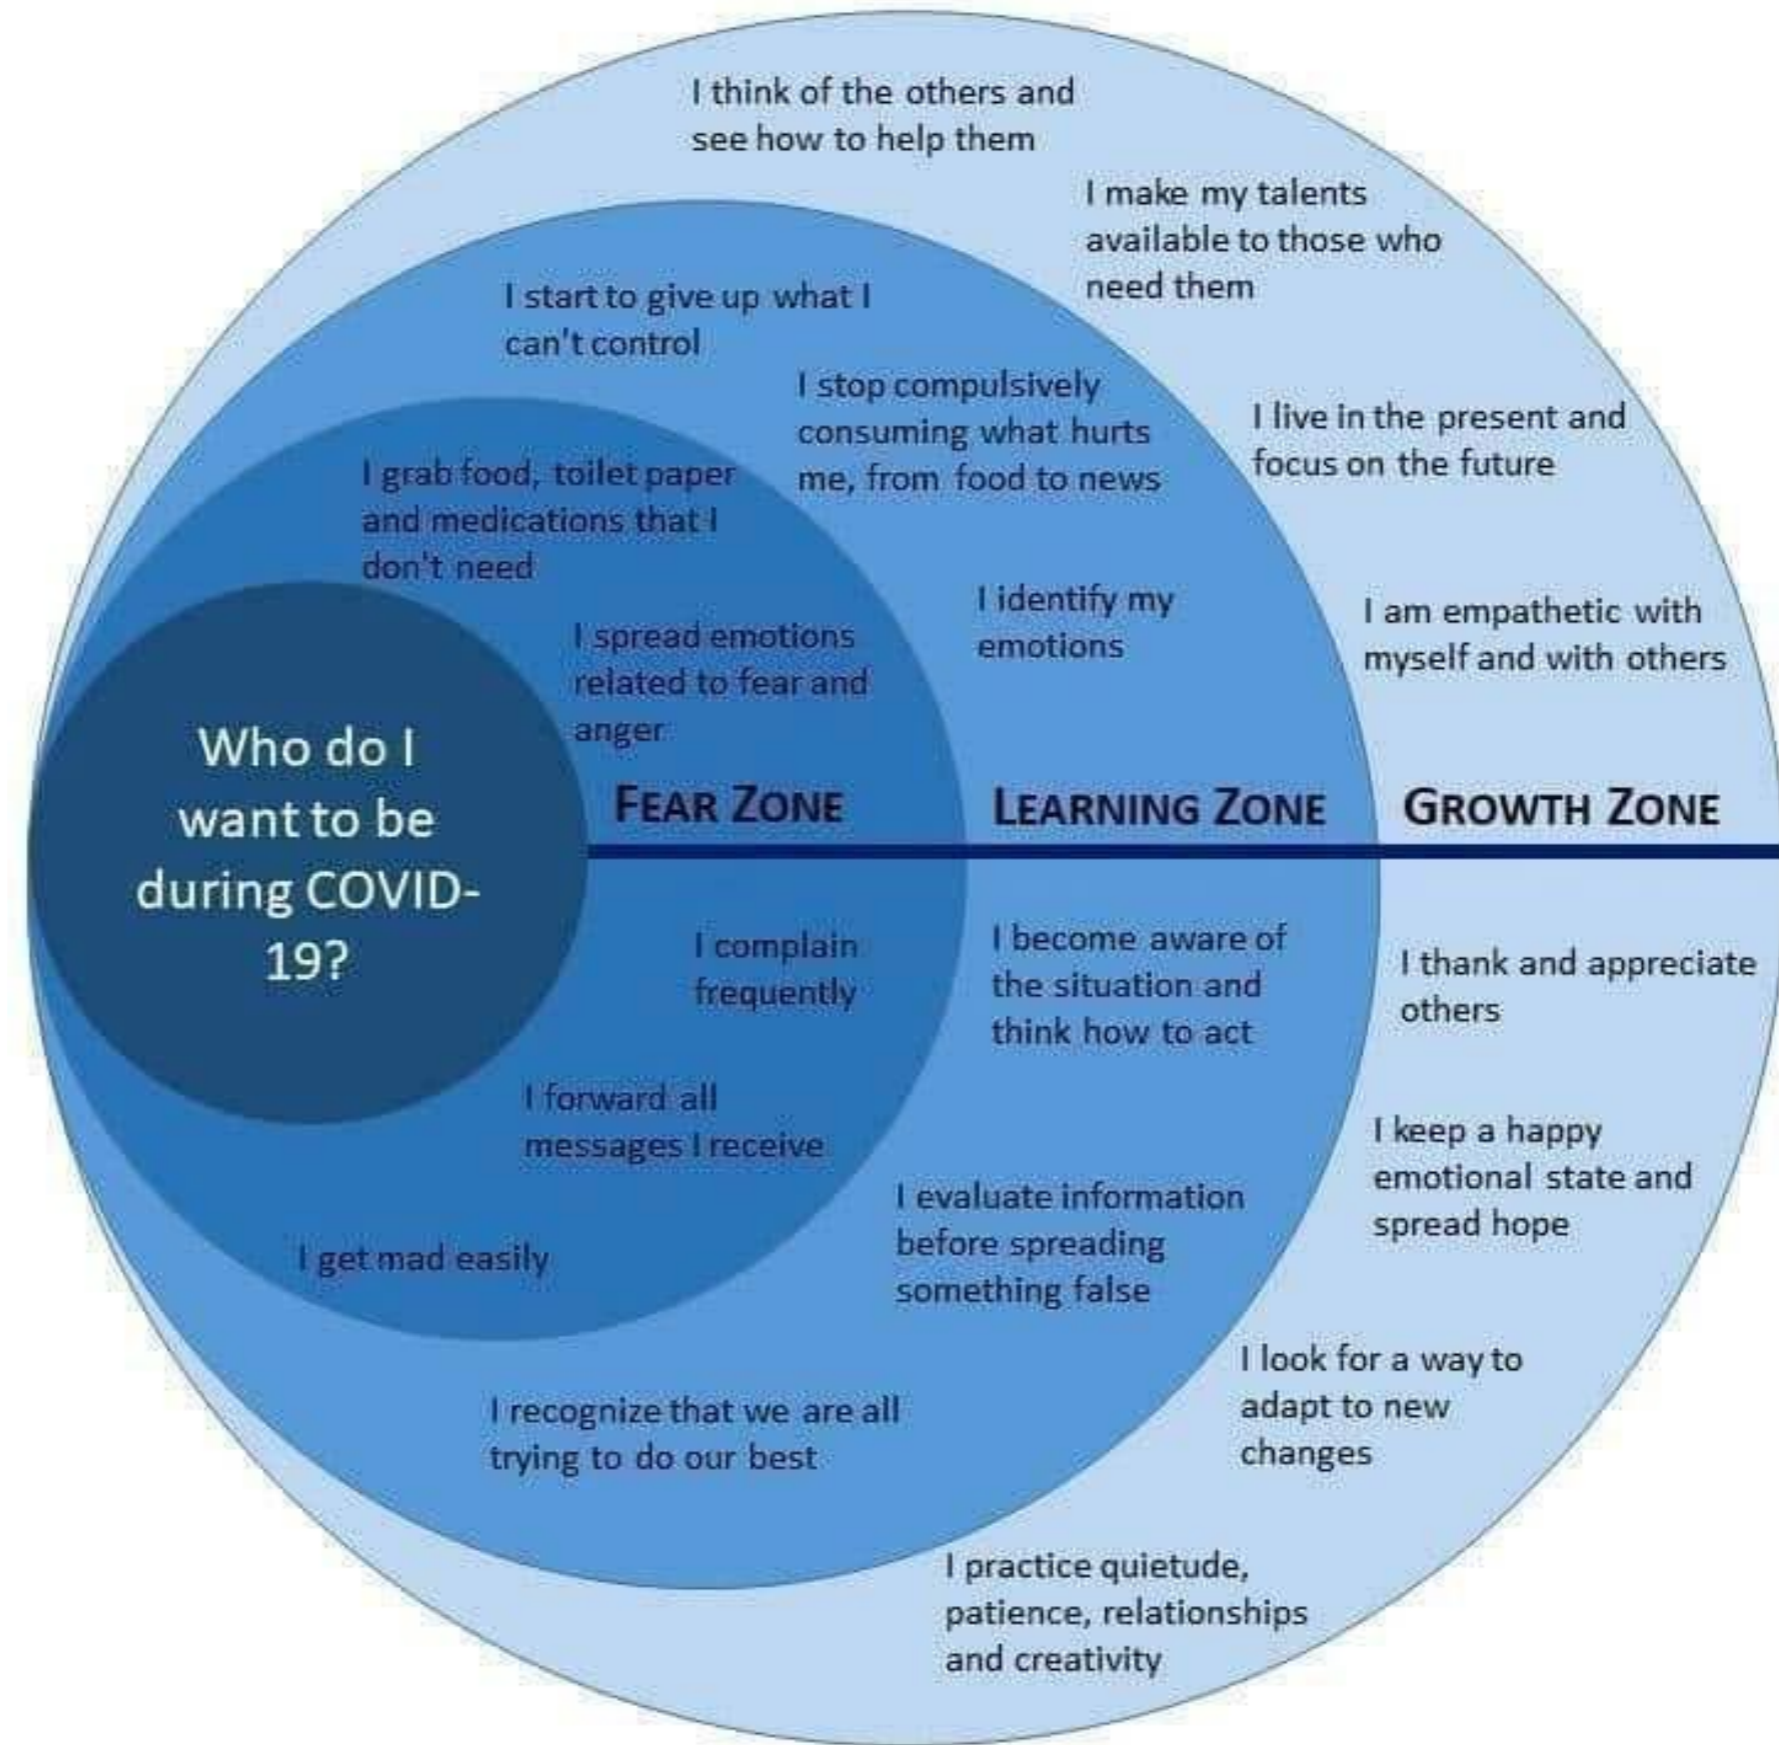 I think of the others and
see how to help them
I make my talents
available to those who
need them
I start to give up what I
can't control
I stop compulsively
consuming what hurts
me, from food to news
I live in the present and
focus on the future
I grab food, toilet paper
and medications that I
don't need
I identify my
emotions
I am empathetic with
myself and with others
I spread emotions
related to fear and
anger
Who do I
want to be
during COVID-
19?
FEAR ZONE
LEARNING ZONE
GROWTH ZONE
I complain
frequently
I become aware of
the situation and
think how to act
I thank and appreciate
others
I forward all
messages I receive
I keep a happy
emotional state and
spread hope
I evaluate information
before spreading
something false
I get mad easily
I look for a way to
adapt to new
changes
I recognize that we are all
trying to do our best
I practice quietude,
patience, relationships
and creativity